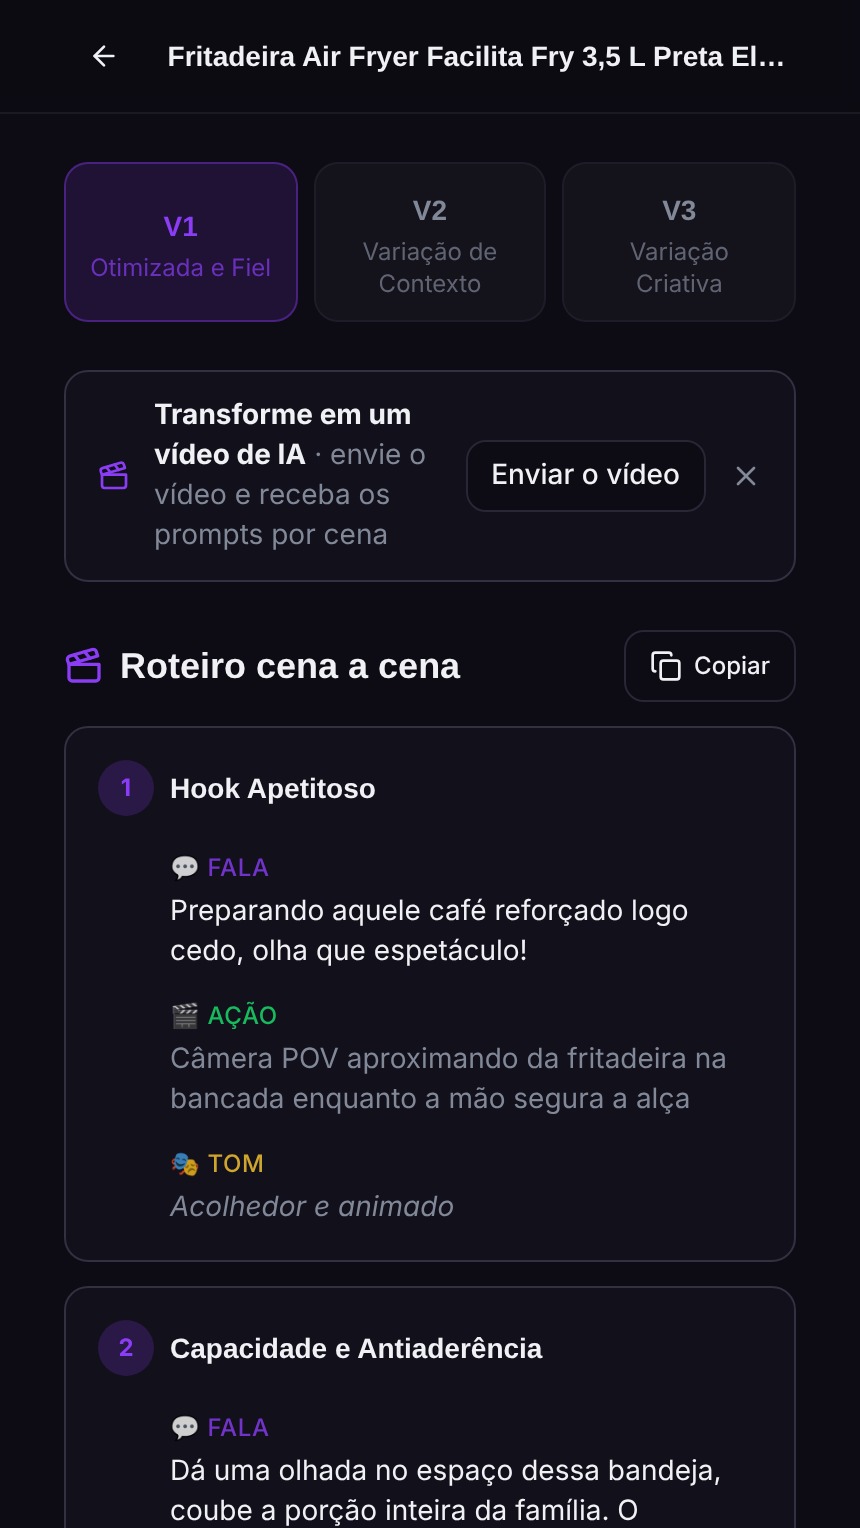 Fritadeira Air Fryer Facilita Fry 3,5 L Preta El...
V1
Otimizada e Fiel
V2
Variação de
Contexto
V3
Variação
Criativa
Transforme em um
vídeo de IA · envie o
vídeo e receba os
prompts por cena
Enviar o vídeo
Roteiro cena a cena
Copiar
1
Hook Apetitoso
💬 FALA
Preparando aquele café reforçado logo
cedo, olha que espetáculo!
🎬 AÇÃO
Câmera POV aproximando da fritadeira na
bancada enquanto a mão segura a alça
🎭 TOM
Acolhedor e animado
2
Capacidade e Antiaderência
💬 FALA
Dá uma olhada no espaço dessa bandeja,
coube a porção inteira da família. O